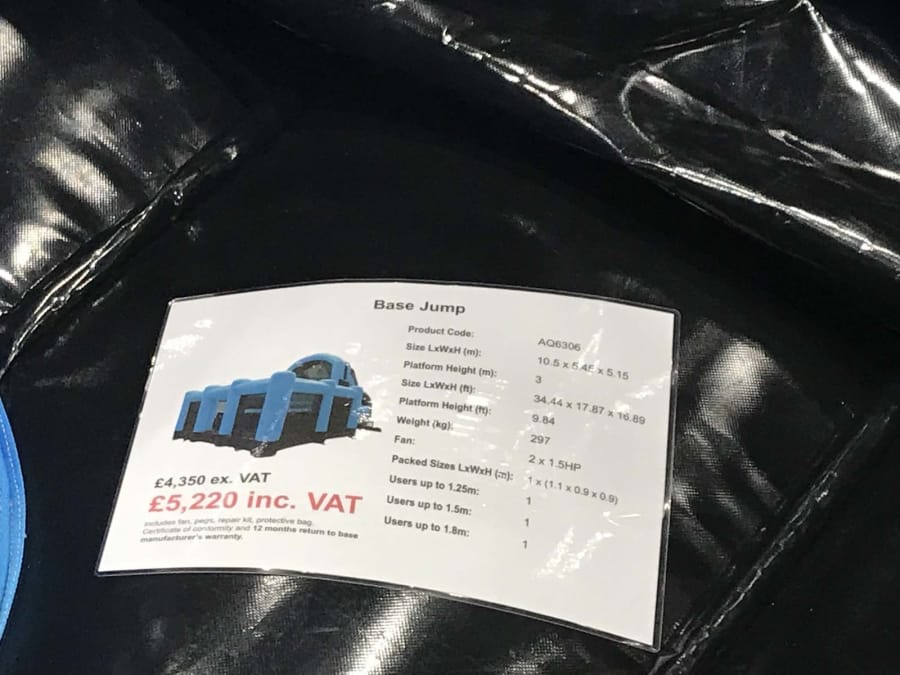 Base Jump
Product Code: AQ6306
Size LxWxH (m): 10.5 x 5.45 x 5.15
Platform Height (m): 3
Size LxWxH (ft): 34.44 x 17.87 x 16.89
Platform Height (ft): 9.84
Weight (kg): 297
Fan: 2 x 1.5HP
Packed Sizes LxWxH (m): 1 x (1.1 x 0.9 x 0.9)
Users up to 1.25m: 1
Users up to 1.5m: 1
Users up to 1.8m: 1
£4,350 ex. VAT
£5,220 inc. VAT
Includes fan, pegs, repair kit, protective bag.
Certificate of conformity and 12 months return to base
manufacturer's warranty.